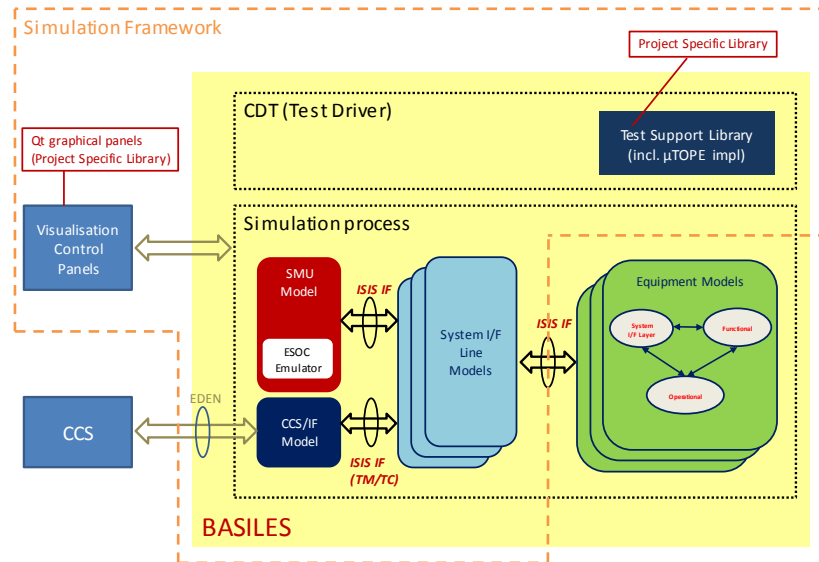 Simulation Framework
Project Specific Library
CDT (Test Driver)
Test Support Library
(incl. µTOPE impl)
Qt graphical panels
(Project Specific Library)
Visualisation
Control
Panels
Simulation process
SMU
Model
ESOC
Emulator
ISIS IF
System I/F
Line
Models
ISIS IF
Equipment Models
System
I/F Layer
Functional
Operational
CCS
EDEN
CCS/IF
Model
ISIS IF
(TM/TC)
BASILES